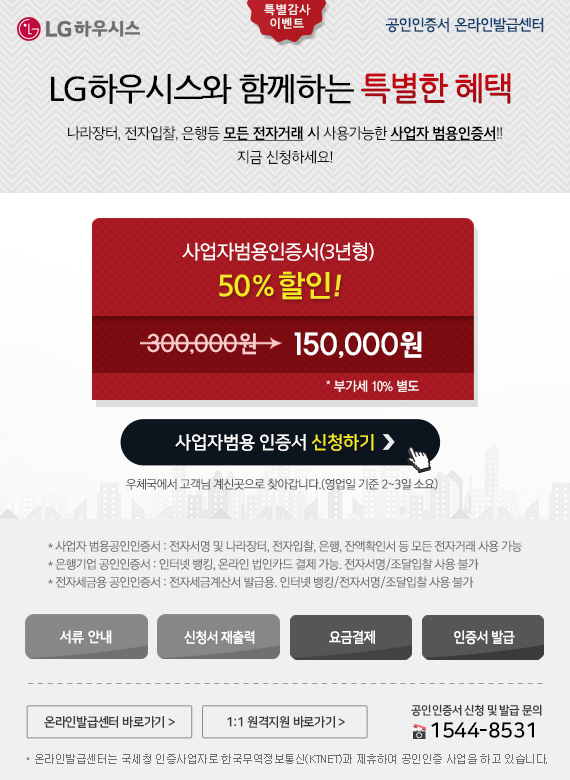 특별감사
이벤트
LG하우시스
공인인증서 온라인발급센터
LG하우시스와 함께하는 특별한 혜택
나라장터, 전자입찰, 은행등 모든 전자거래 시 사용가능한 사업자 범용인증서!!
지금 신청하세요!
사업자범용인증서(3년형)
50% 할인!
300,000원 → 150,000원
* 부가세 10% 별도
사업자범용 인증서 신청하기 ❯
우체국에서 고객님 계신곳으로 찾아갑니다.(영업일 기준 2~3일 소요)
* 사업자 범용공인인증서 : 전자서명 및 나라장터, 전자입찰, 은행, 잔액확인서 등 모든 전자거래 사용 가능
* 은행기업 공인인증서 : 인터넷 뱅킹, 온라인 법인카드 결제 가능. 전자서명/조달입찰 사용 불가
* 전자세금용 공인인증서 : 전자세금계산서 발급용. 인터넷 뱅킹/전자서명/조달입찰 사용 불가
서류 안내 신청서 재출력 요금결제 인증서 발급
온라인발급센터 바로가기 > 1:1 원격지원 바로가기 >
공인인증서 신청 및 발급 문의
1544-8531
* 온라인발급센터는 국세청 인증사업자로 한국무역정보통신(KTNET)과 제휴하여 공인인증 사업을 하고 있습니다.